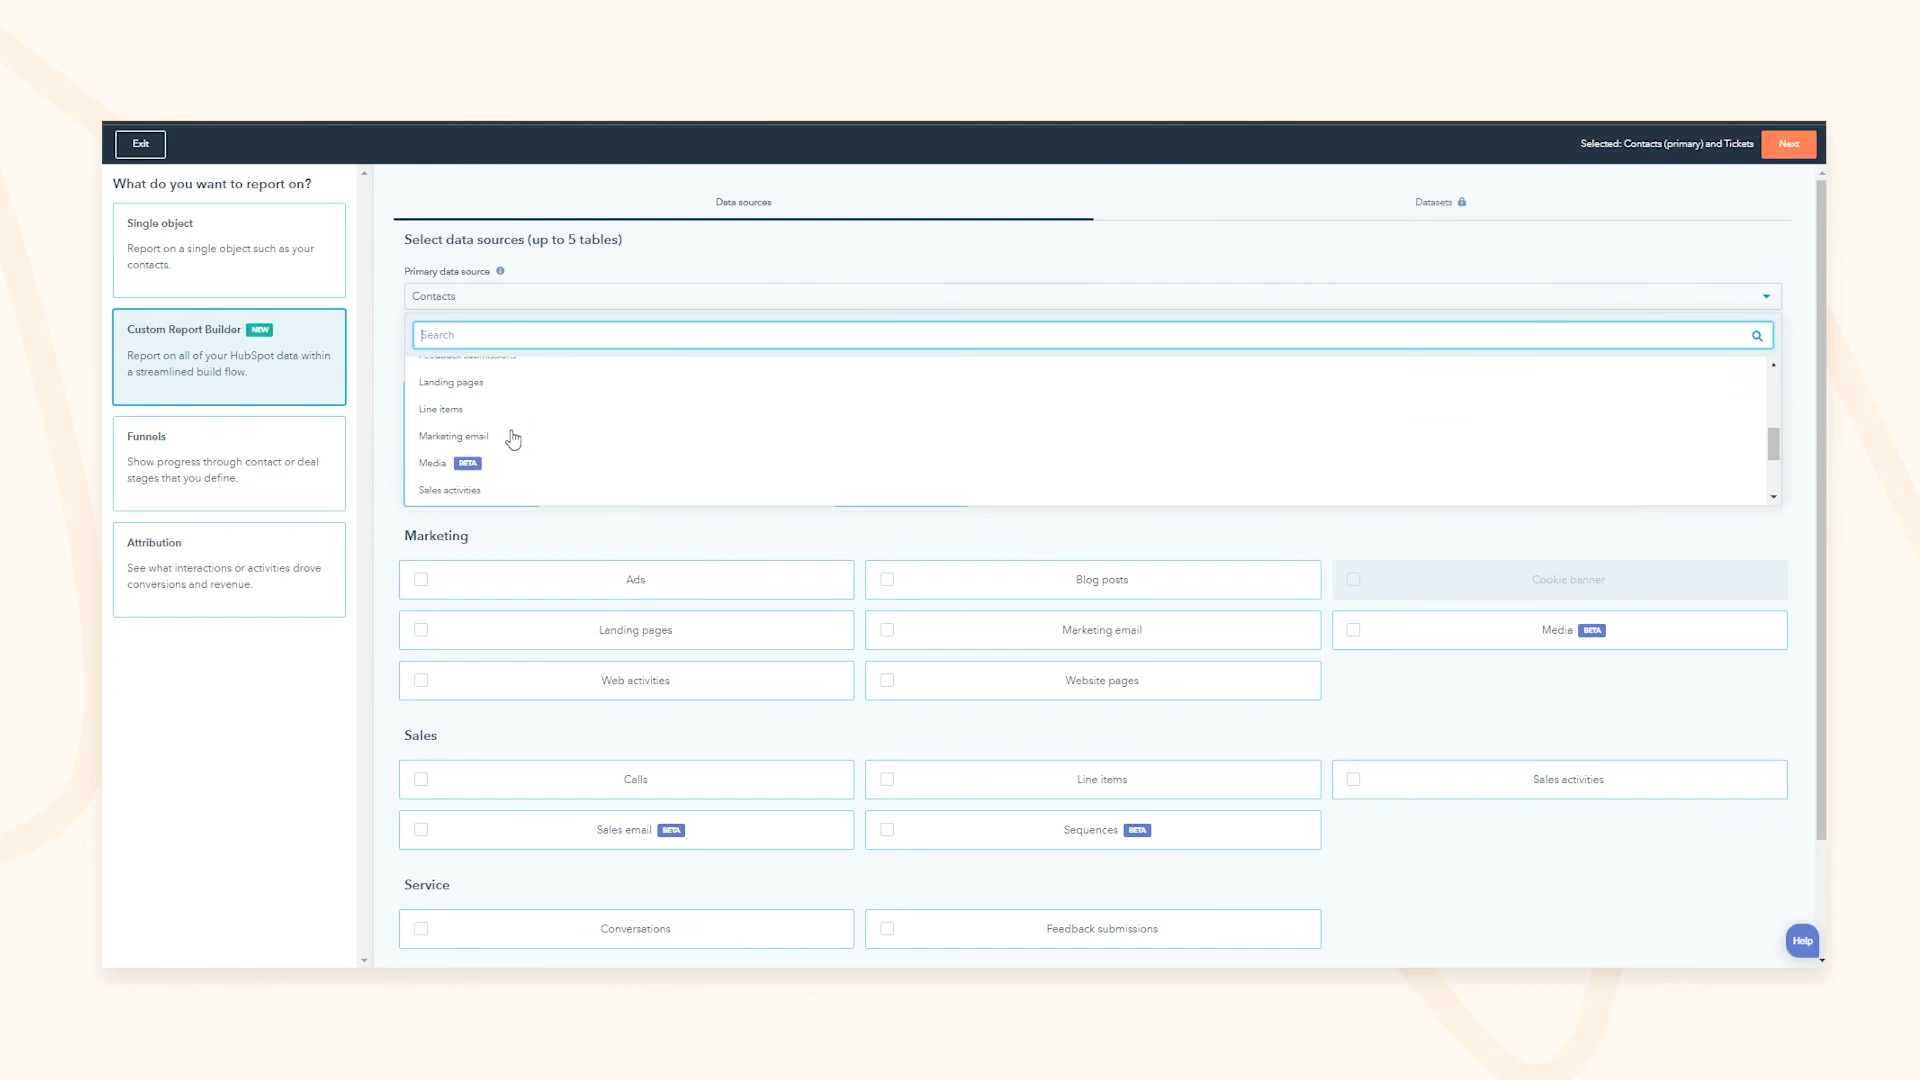 Exit
Selected: Contacts (primary) and Tickets
Next
What do you want to report on?
Single object
Report on a single object such as your
contacts.
Custom Report Builder NEW
Report on all of your HubSpot data within
a streamlined build flow.
Funnels
Show progress through contact or deal
stages that you define.
Attribution
See what interactions or activities drove
conversions and revenue.
Data sources
Datasets
Select data sources (up to 5 tables)
Primary data source
Contacts
Search
Feedback submissions
Landing pages
Line items
Marketing email
Media BETA
Sales activities
Marketing
Ads
Blog posts
Cookie banner
Landing pages
Marketing email
Media BETA
Web activities
Website pages
Sales
Calls
Line items
Sales activities
Sales email BETA
Sequences BETA
Service
Conversations
Feedback submissions
Help